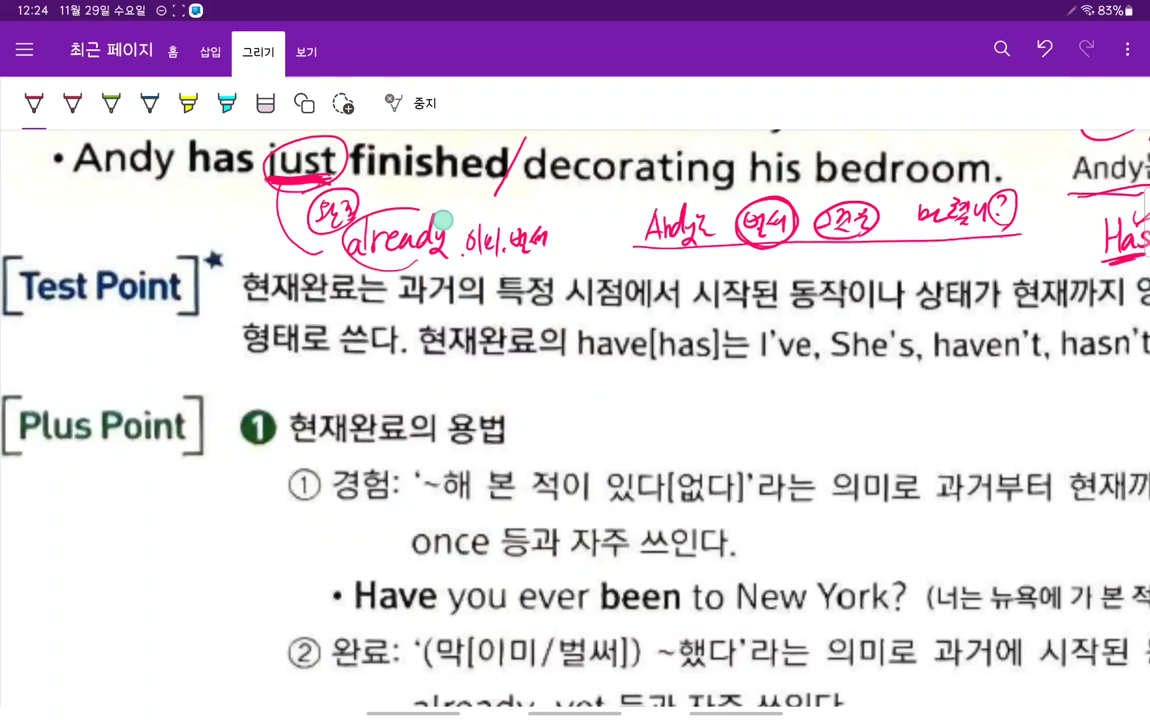 12:24 11월 29일 수요일 83%
최근 페이지 홈 삽입 그리기 보기
중지
• Andy has just finished decorating his bedroom.
Andy는
완료
already .이미.벌써
Andy는 벌써
Has
[Test Point] 현재완료는 과거의 특정 시점에서 시작된 동작이나 상태가 현재까지
형태로 쓴다. 현재완료의 have[has]는 I've, She's, haven't, hasn't
[Plus Point] 1 현재완료의 용법
① 경험: '~해 본 적이 있다[없다]'라는 의미로 과거부터 현재까
once 등과 자주 쓰인다.
• Have you ever been to New York? (너는 뉴욕에 가 본 적
② 완료: '(막[이미/벌써]) ~했다'라는 의미로 과거에 시작된
already, yet 등과 자주 쓰인다.